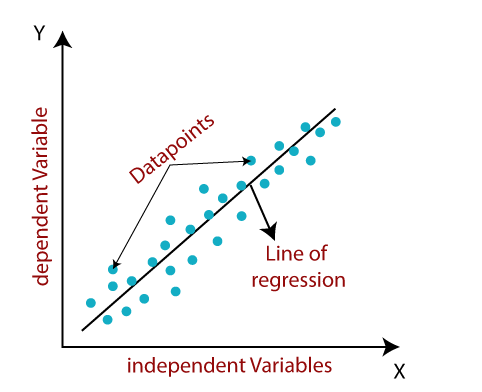 Y
dependent Variable
Datapoints
Line of
regression
independent Variables
X